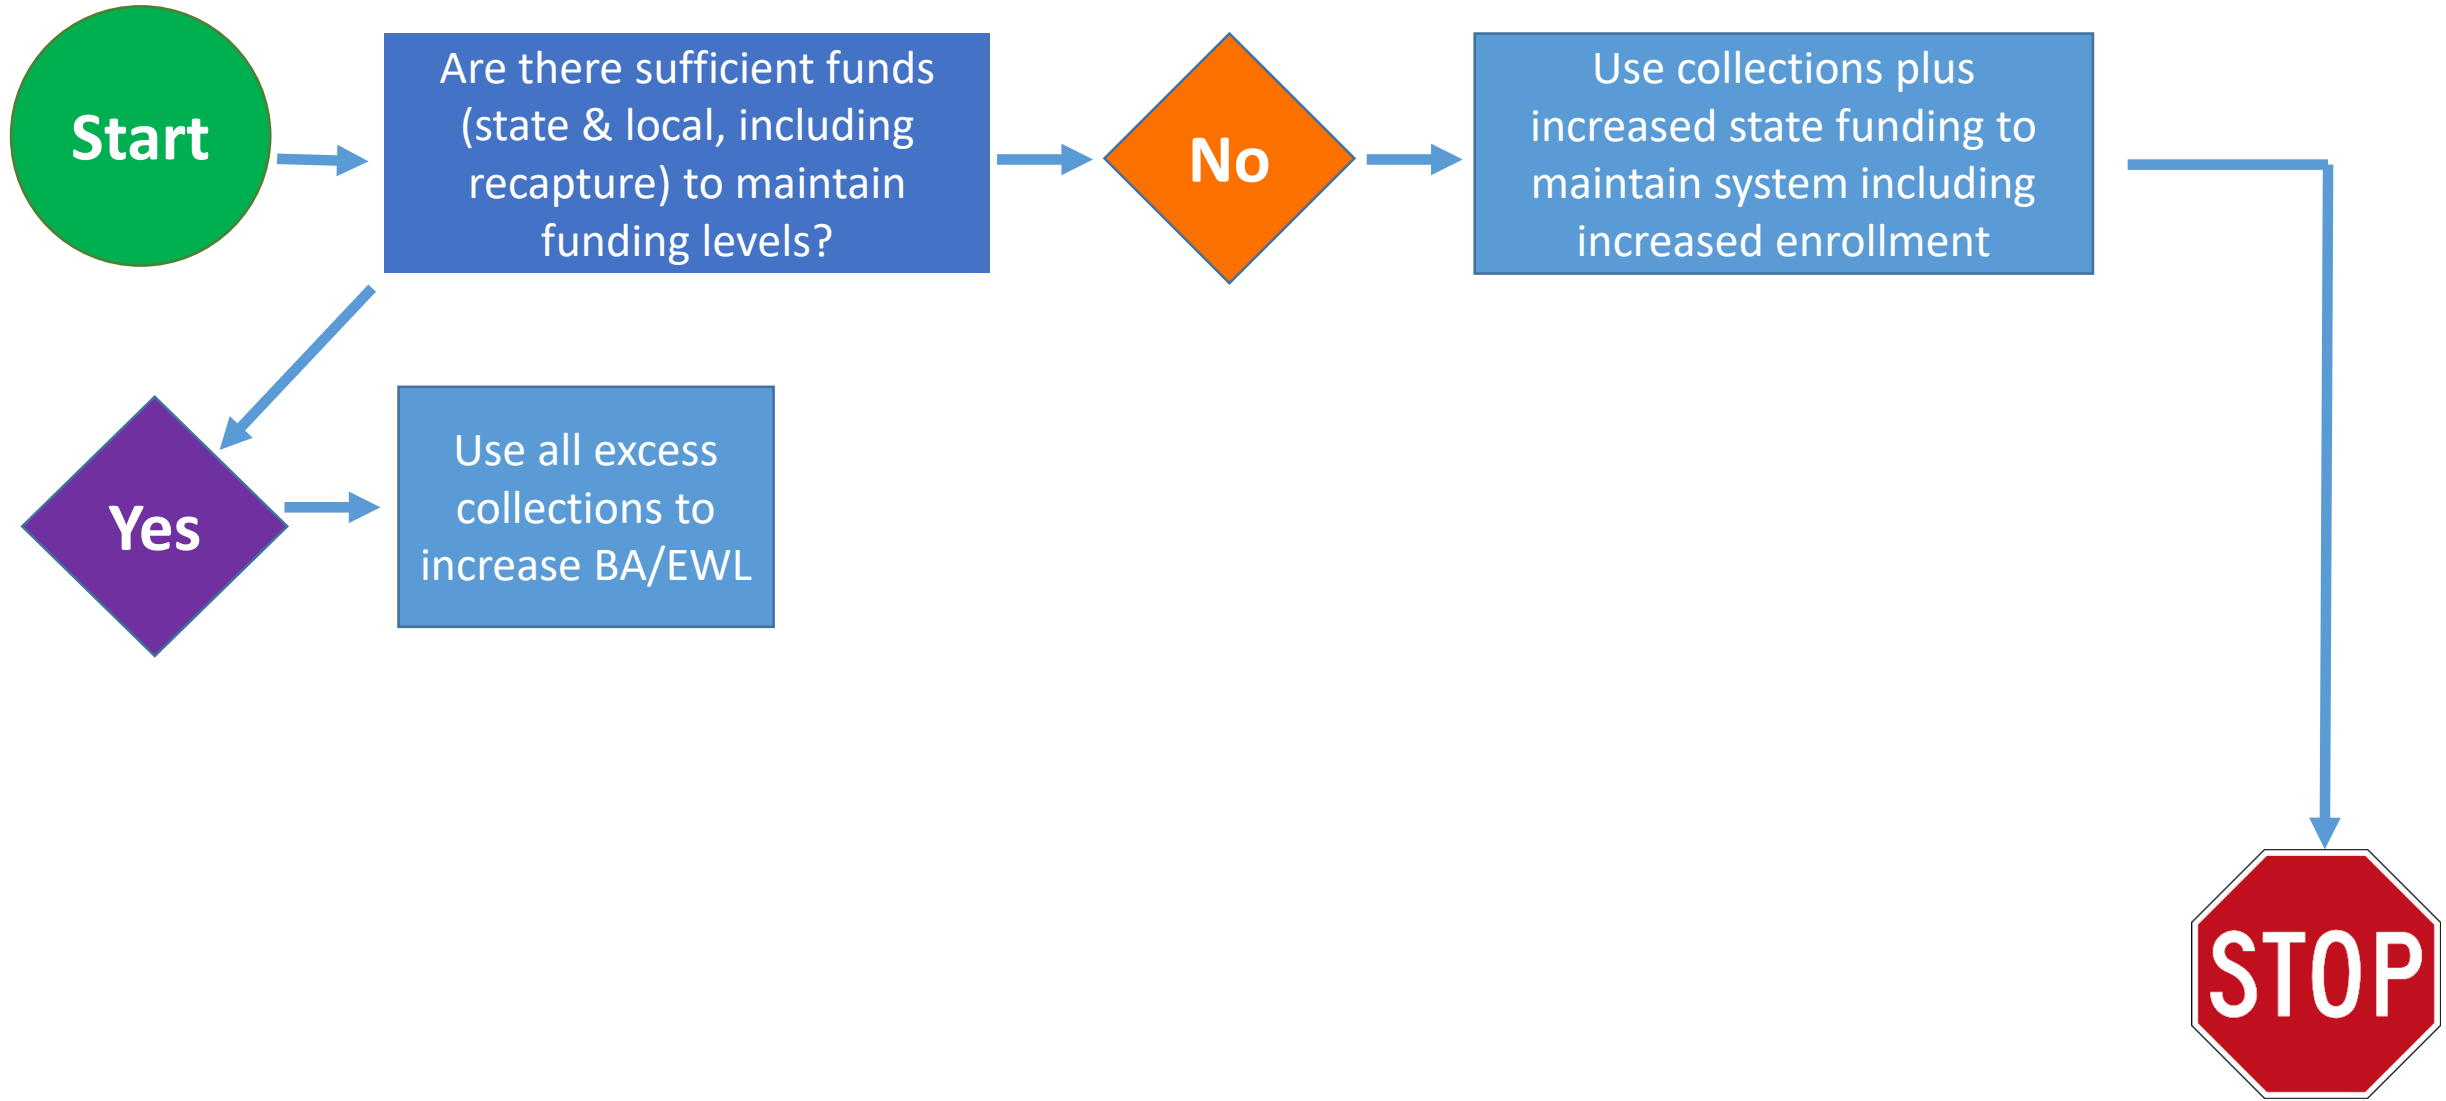 Start
Are there sufficient funds
(state & local, including
recapture) to maintain
funding levels?
No
Use collections plus
increased state funding to
maintain system including
increased enrollment
Yes
Use all excess
collections to
increase BA/EWL
STOP